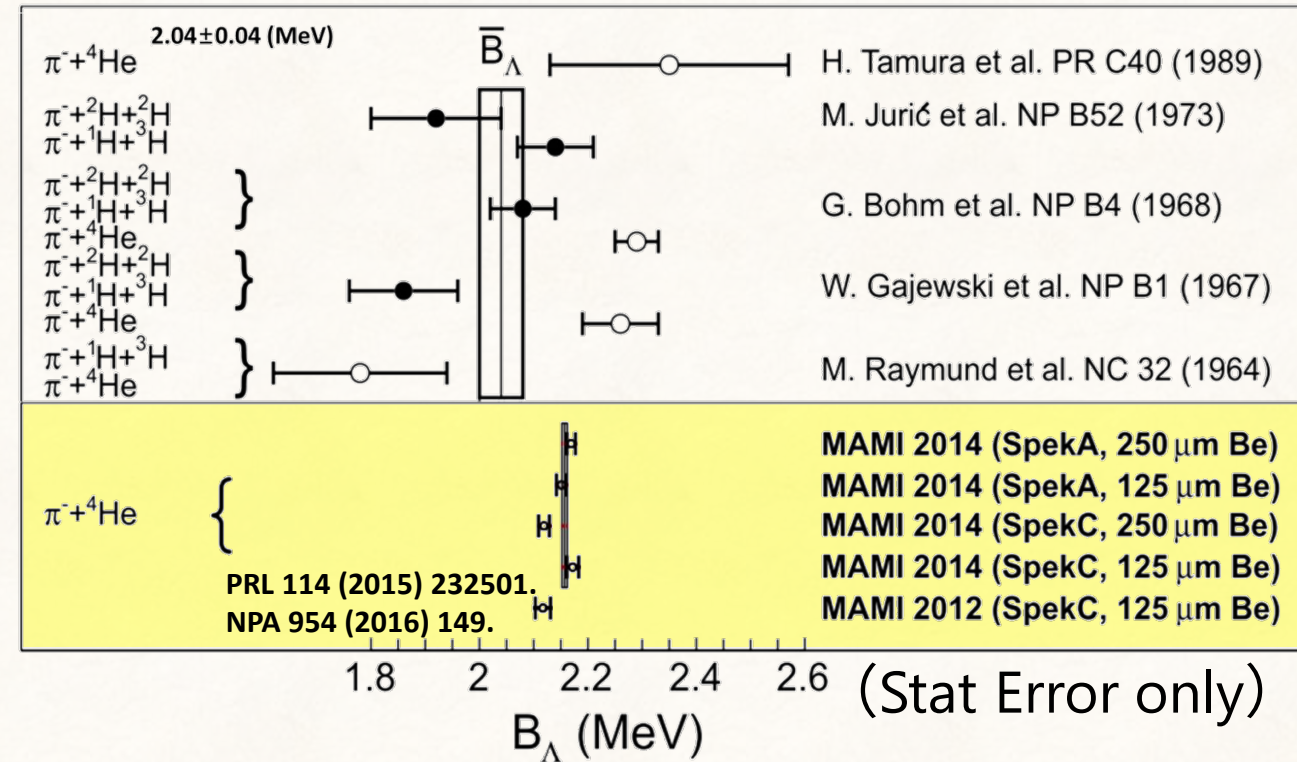 2.04±0.04 (MeV)
B̅_Λ
π⁻+⁴He H. Tamura et al. PR C40 (1989)
π⁻+²H+²H M. Jurić et al. NP B52 (1973)
π⁻+¹H+³H
π⁻+²H+²H
π⁻+¹H+³H G. Bohm et al. NP B4 (1968)
π⁻+⁴He
π⁻+²H+²H
π⁻+¹H+³H W. Gajewski et al. NP B1 (1967)
π⁻+⁴He
π⁻+¹H+³H
π⁻+⁴He M. Raymund et al. NC 32 (1964)
MAMI 2014 (SpekA, 250 μm Be)
MAMI 2014 (SpekA, 125 μm Be)
π⁻+⁴He MAMI 2014 (SpekC, 250 μm Be)
MAMI 2014 (SpekC, 125 μm Be)
PRL 114 (2015) 232501.
MAMI 2012 (SpekC, 125 μm Be)
NPA 954 (2016) 149.
1.8 2 2.2 2.4 2.6
(Stat Error only)
B_Λ (MeV)